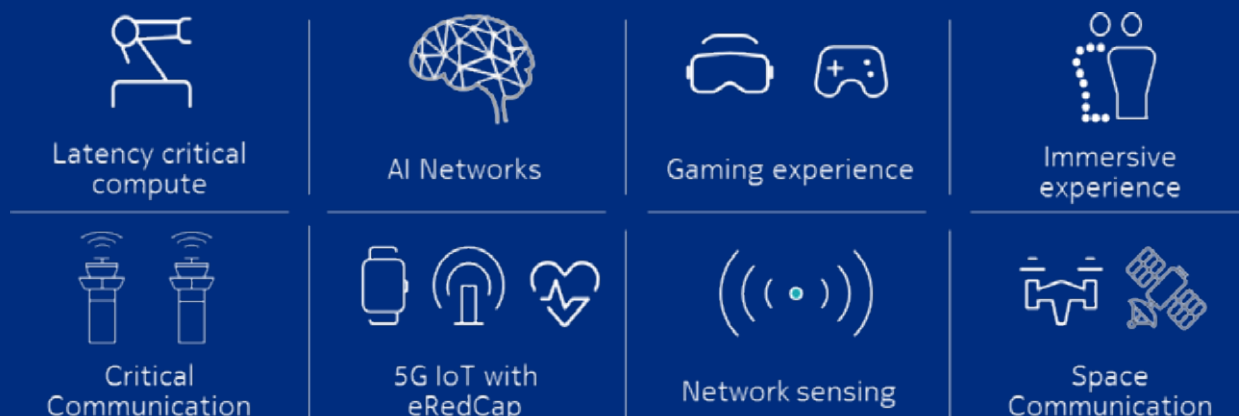 Latency critical
compute
AI Networks
Gaming experience
Immersive
experience
Critical
Communication
5G IoT with
eRedCap
Network sensing
Space
Communication